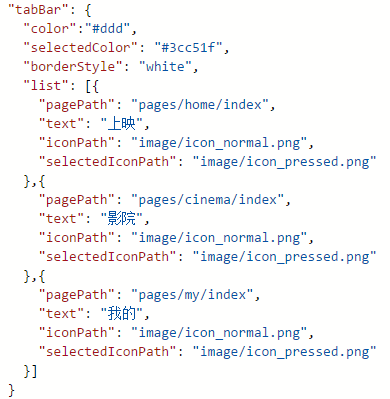 "tabBar": {
"color":"#ddd",
"selectedColor": "#3cc51f",
"borderStyle": "white",
"list": [{
"pagePath": "pages/home/index",
"text": "上映",
"iconPath": "image/icon_normal.png",
"selectedIconPath": "image/icon_pressed.png"
},{
"pagePath": "pages/cinema/index",
"text": "影院",
"iconPath": "image/icon_normal.png",
"selectedIconPath": "image/icon_pressed.png"
},{
"pagePath": "pages/my/index",
"text": "我的",
"iconPath": "image/icon_normal.png",
"selectedIconPath": "image/icon_pressed.png"
}]
}